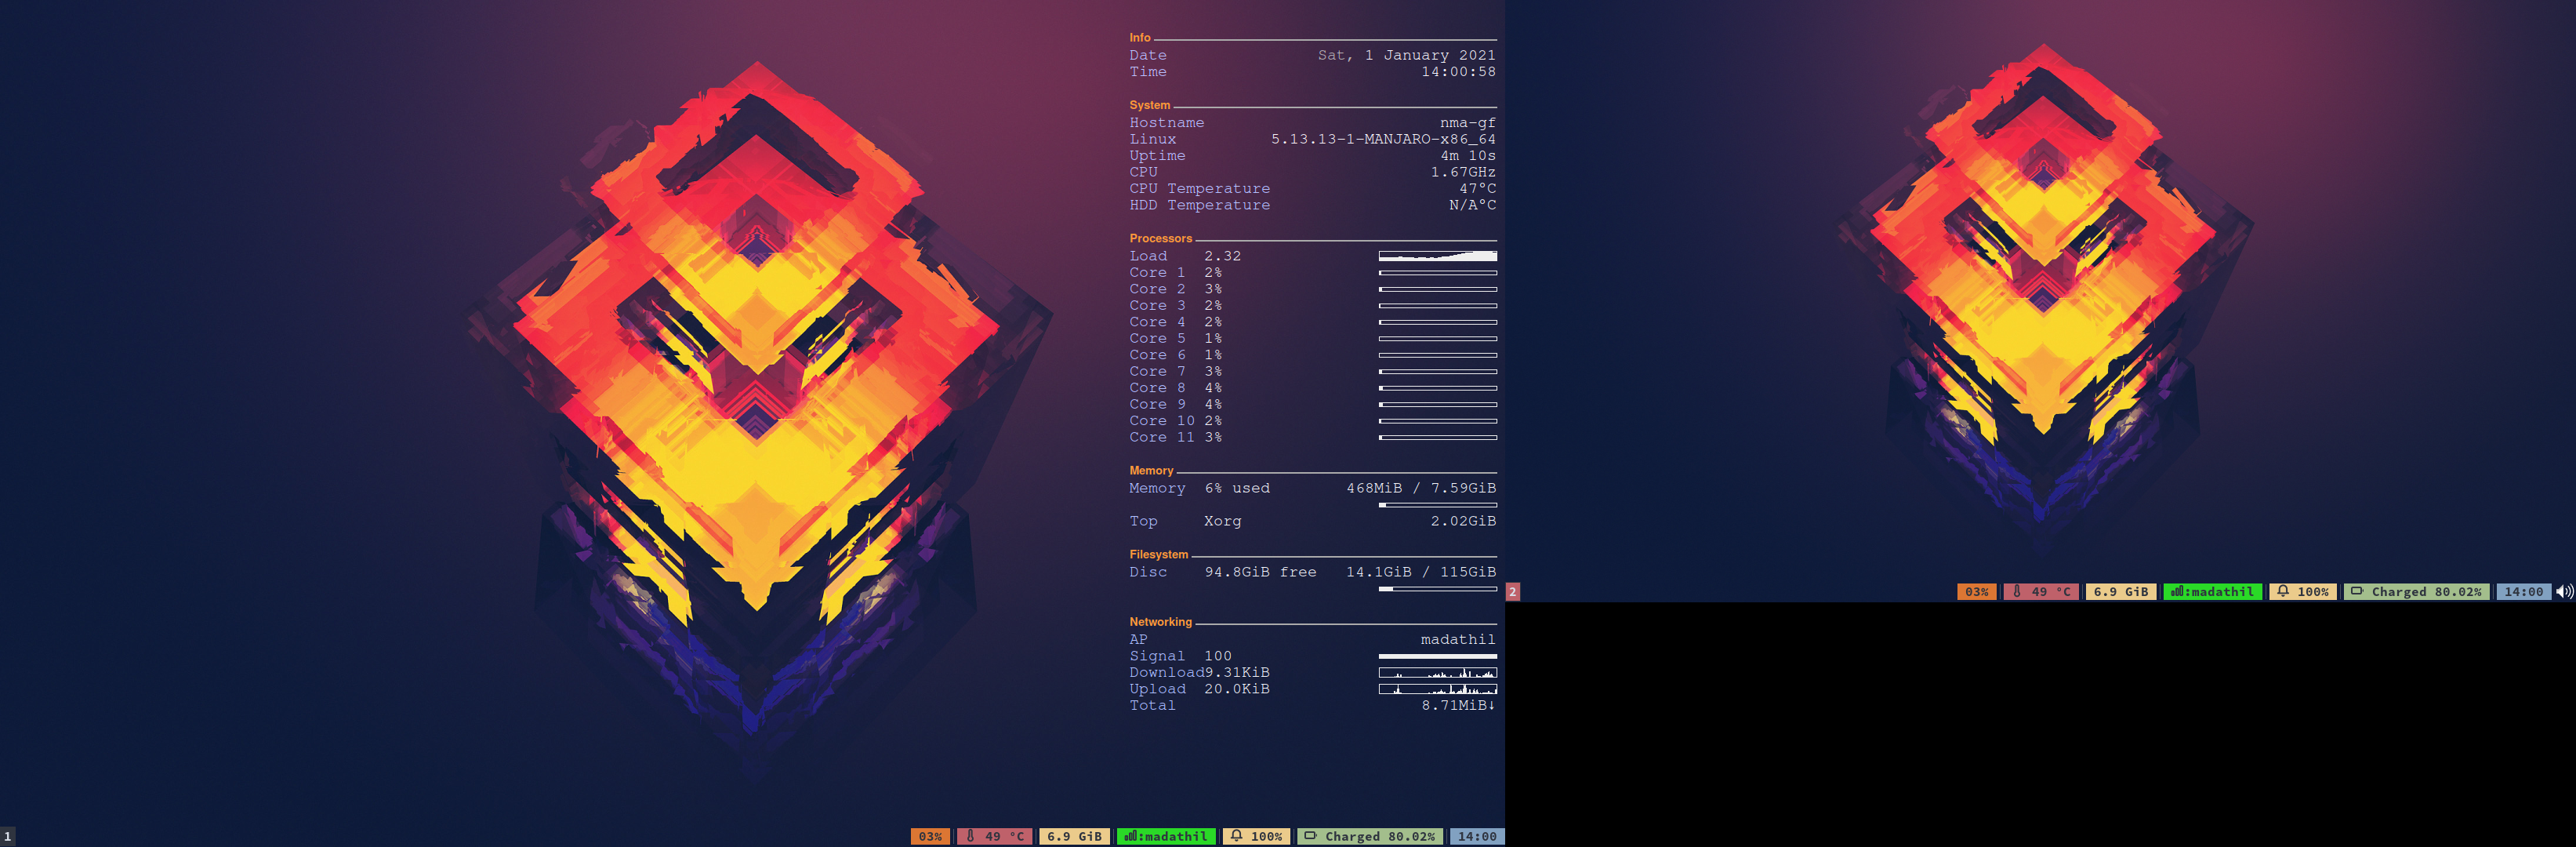 Info
Date Sat, 1 January 2021
Time 14:00:58
System
Hostname nma-gf
Linux 5.13.13-1-MANJARO-x86_64
Uptime 4m 10s
CPU 1.67GHz
CPU Temperature 47°C
HDD Temperature N/A°C
Processors
Load 2.32
Core 1 2%
Core 2 3%
Core 3 2%
Core 4 2%
Core 5 1%
Core 6 1%
Core 7 3%
Core 8 4%
Core 9 4%
Core 10 2%
Core 11 3%
Memory
Memory 6% used 468MiB / 7.59GiB
Top Xorg 2.02GiB
Filesystem
Disc 94.8GiB free 14.1GiB / 115GiB
Networking
AP madathil
Signal 100
Download9.31KiB
Upload 20.0KiB
Total 8.71MiB↓
1 03% 49 °C 6.9 GiB :madathil 100% Charged 80.02% 14:00
2 03% 49 °C 6.9 GiB :madathil 100% Charged 80.02% 14:00